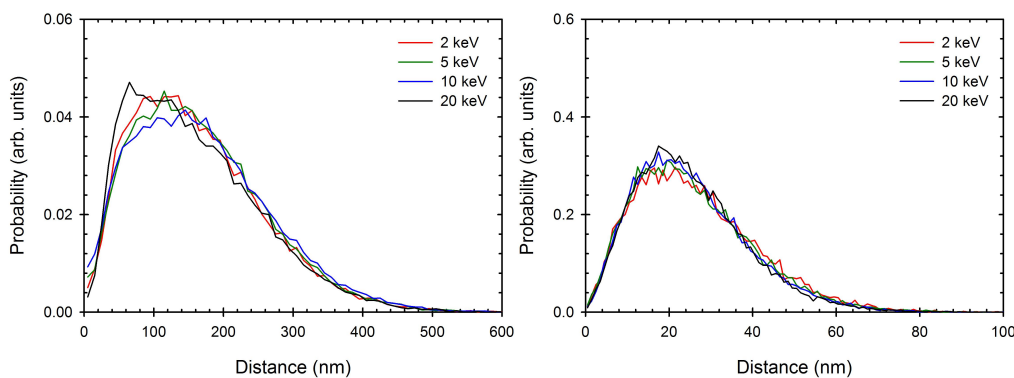 0.06
0.04
0.02
0.00
0
100
200
300
400
500
600
Probability (arb. units)
Distance (nm)
2 keV
5 keV
10 keV
20 keV
0.6
0.4
0.2
0.0
0
20
40
60
80
100
Probability (arb. units)
Distance (nm)
2 keV
5 keV
10 keV
20 keV